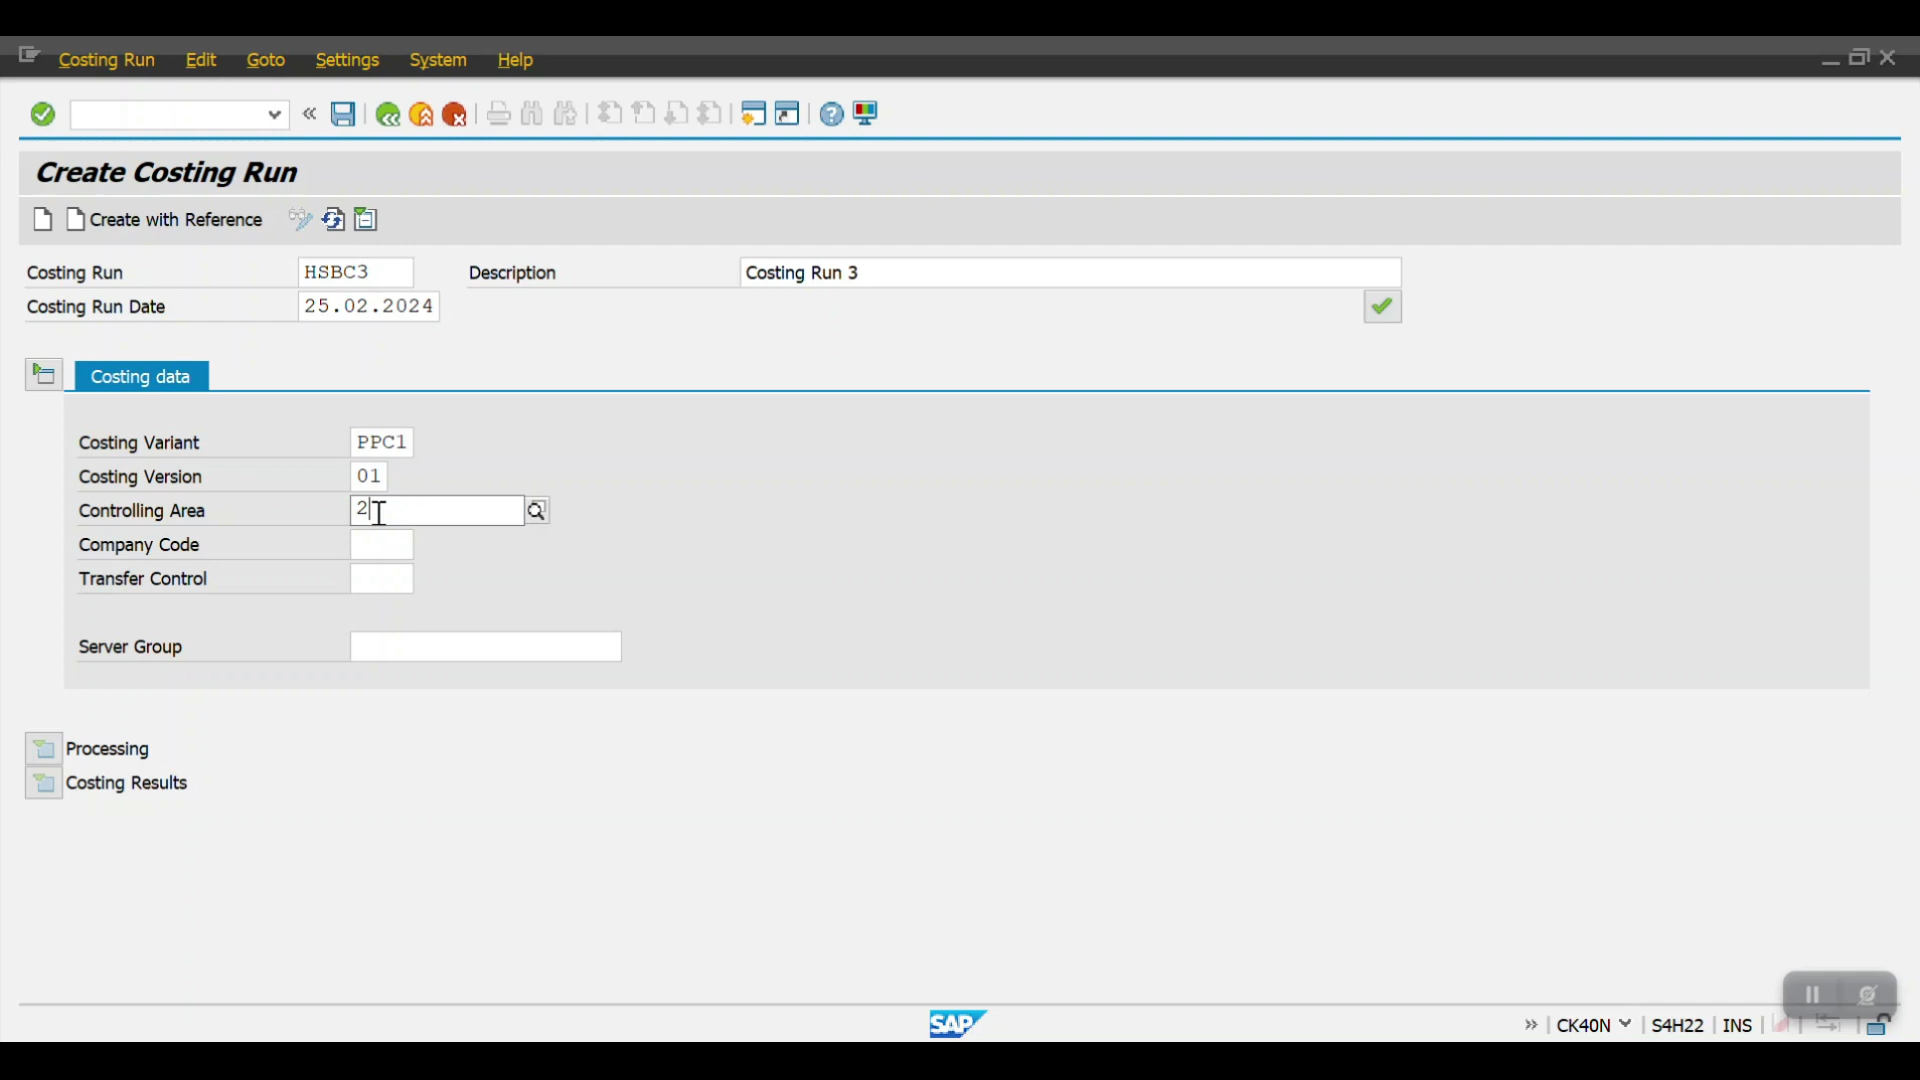 Costing Run Edit Goto Settings System Help
Create Costing Run
Create with Reference
Costing Run HSBC3 Description Costing Run 3
Costing Run Date 25.02.2024
Costing data
Costing Variant PPC1
Costing Version 01
Controlling Area 2
Company Code
Transfer Control
Server Group
Processing
Costing Results
SAP CK40N S4H22 INS